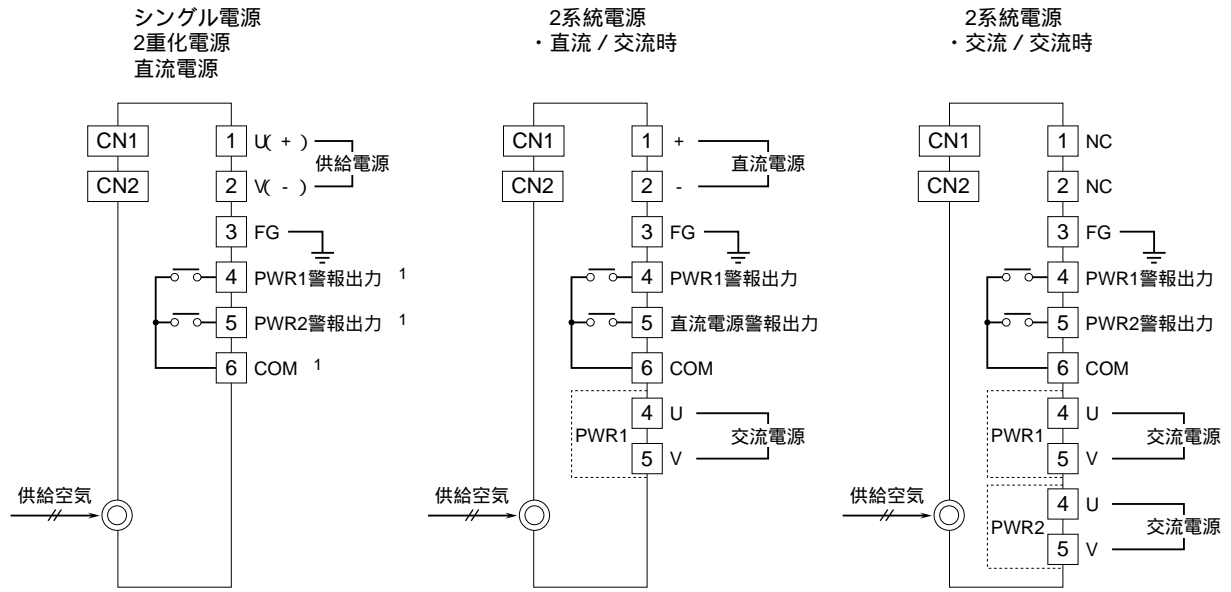 シングル電源
2重化電源
直流電源
CN1
CN2
1 U( + )
供給電源
2 V( - )
3 FG
4 PWR1警報出力 1
5 PWR2警報出力 1
6 COM 1
供給空気
2系統電源
・直流 / 交流時
CN1
CN2
1 +
直流電源
2 -
3 FG
4 PWR1警報出力
5 直流電源警報出力
6 COM
PWR1
4 U
交流電源
5 V
供給空気
2系統電源
・交流 / 交流時
CN1
CN2
1 NC
2 NC
3 FG
4 PWR1警報出力
5 PWR2警報出力
6 COM
PWR1
4 U
交流電源
5 V
PWR2
4 U
交流電源
5 V
供給空気